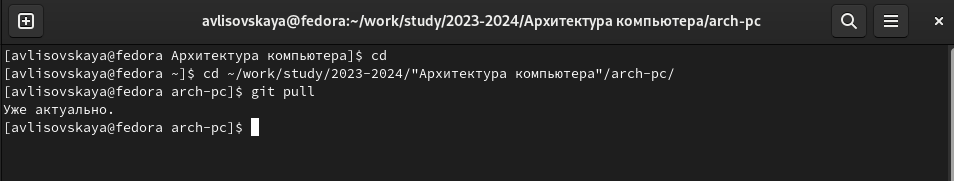 avlisovskaya@fedora:~/work/study/2023-2024/Архитектура компьютера/arch-pc
[avlisovskaya@fedora Архитектура компьютера]$ cd
[avlisovskaya@fedora ~]$ cd ~/work/study/2023-2024/"Архитектура компьютера"/arch-pc/
[avlisovskaya@fedora arch-pc]$ git pull
Уже актуально.
[avlisovskaya@fedora arch-pc]$